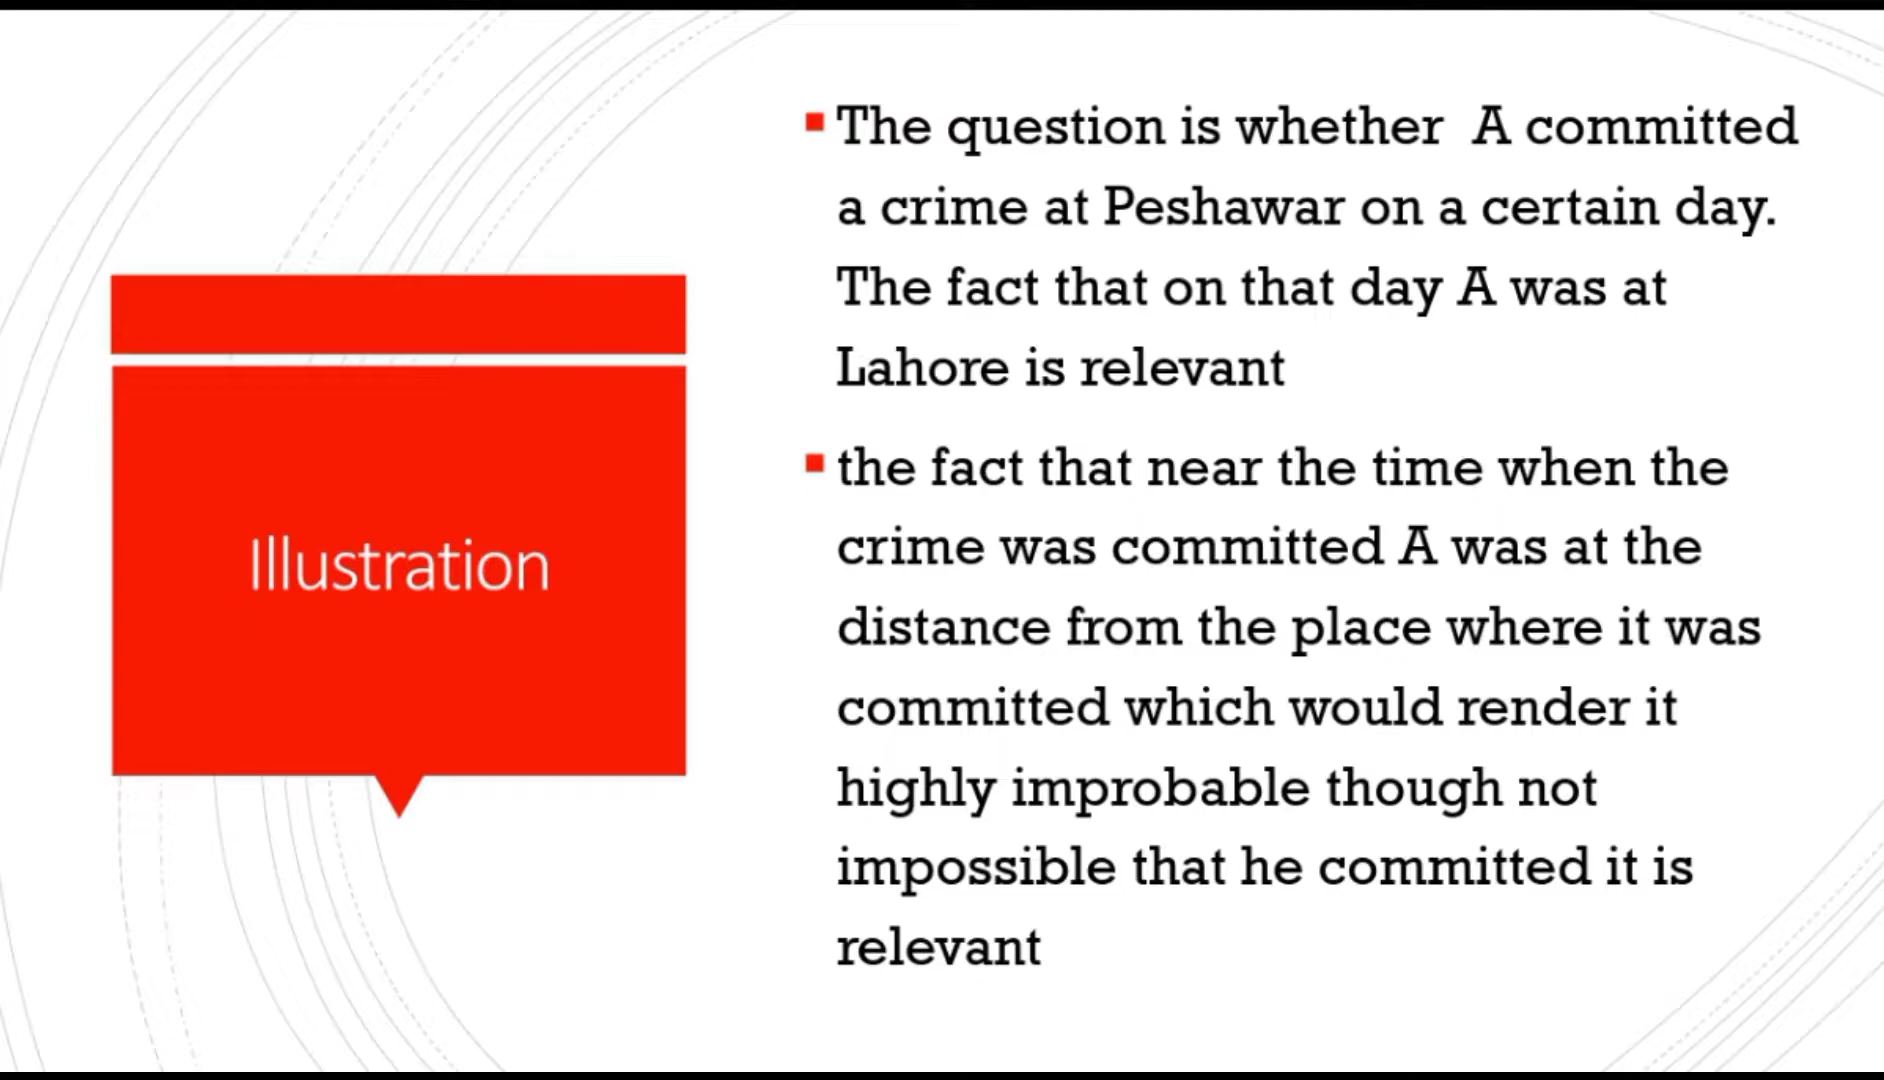 Illustration
The question is whether A committed
a crime at Peshawar on a certain day.
The fact that on that day A was at
Lahore is relevant
the fact that near the time when the
crime was committed A was at the
distance from the place where it was
committed which would render it
highly improbable though not
impossible that he committed it is
relevant